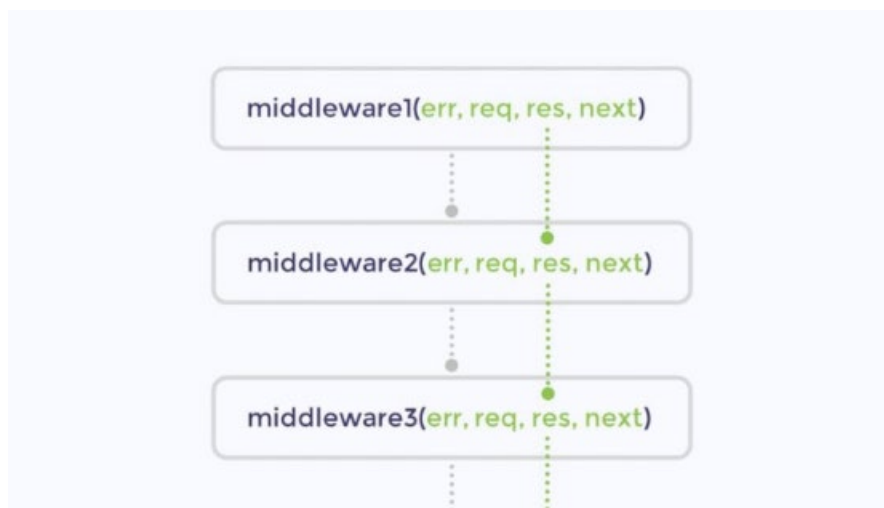 middleware1(err, req, res, next)
middleware2(err, req, res, next)
middleware3(err, req, res, next)